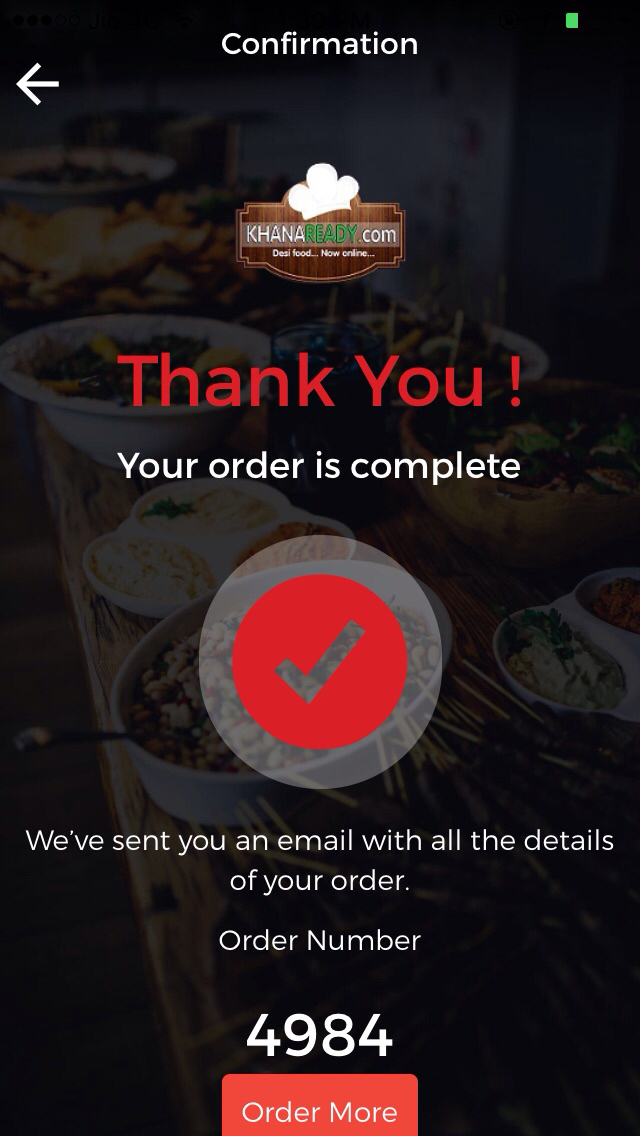 Confirmation
KHANAREADY.com
Desi food... Now online...
Thank You !
Your order is complete
We've sent you an email with all the details
of your order.
Order Number
4984
Order More